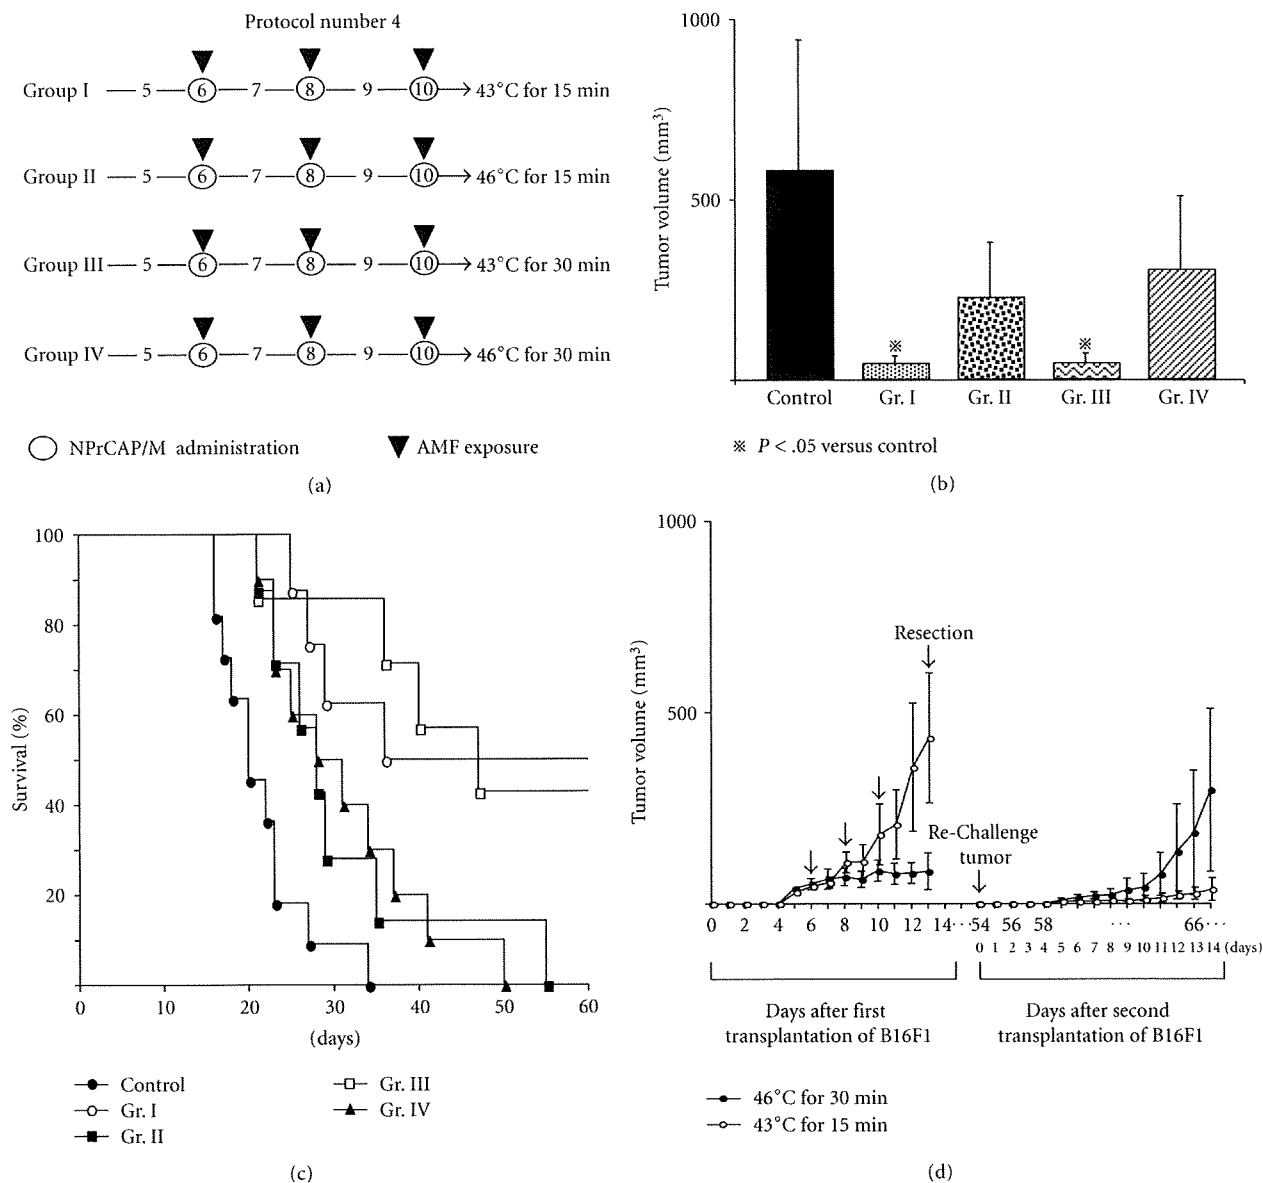 Protocol number 4
Group I 5 6 7 8 9 10 43°C for 15 min
Group II 5 6 7 8 9 10 46°C for 15 min
Group III 5 6 7 8 9 10 43°C for 30 min
Group IV 5 6 7 8 9 10 46°C for 30 min
NPrCAP/M administration
AMF exposure
(a)
Tumor volume (mm³)
1000
500
Control Gr. I Gr. II Gr. III Gr. IV
※
※
※ P < .05 versus control
(b)
Survival (%)
100
80
60
40
20
0 10 20 30 40 50 60
(days)
Control
Gr. I
Gr. II
Gr. III
Gr. IV
(c)
Tumor volume (mm³)
1000
500
Resection
Re-Challenge
tumor
0 2 4 6 8 10 12 14···54 56 58 ··· 66···
0 1 2 3 4 5 6 7 8 9 10 11 12 13 14 (days)
Days after first
transplantation of B16F1
Days after second
transplantation of B16F1
46°C for 30 min
43°C for 15 min
(d)